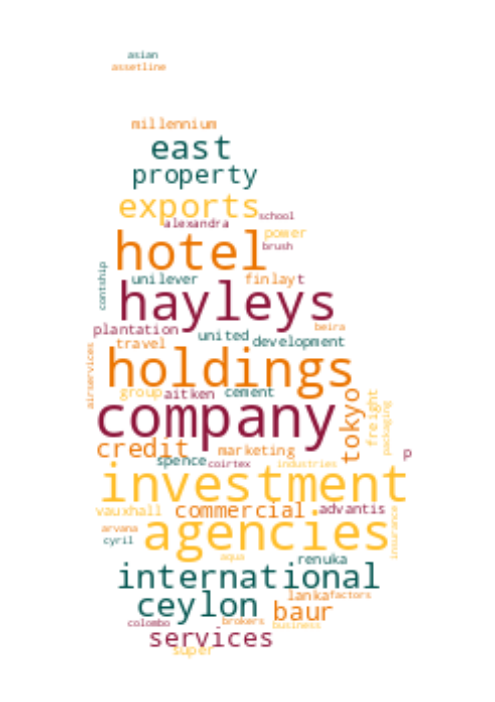 asian
assetline
millennium
east
property
exports
school
alexandra
power
hotel
brush
contship
unilever
finlayt
hayleys
plantation
beira
united
travel
development
airservices
holdings
group
aitken
cement
tokyo
freight
packaging
company
credit
marketing
p
spence
coirtex
industries
investment
vauxhall
commercial
advantis
insurance
arvana
agencies
cyril
aqua
renuka
international
lanka
factors
ceylon
baur
colombo
brokers
business
services
super